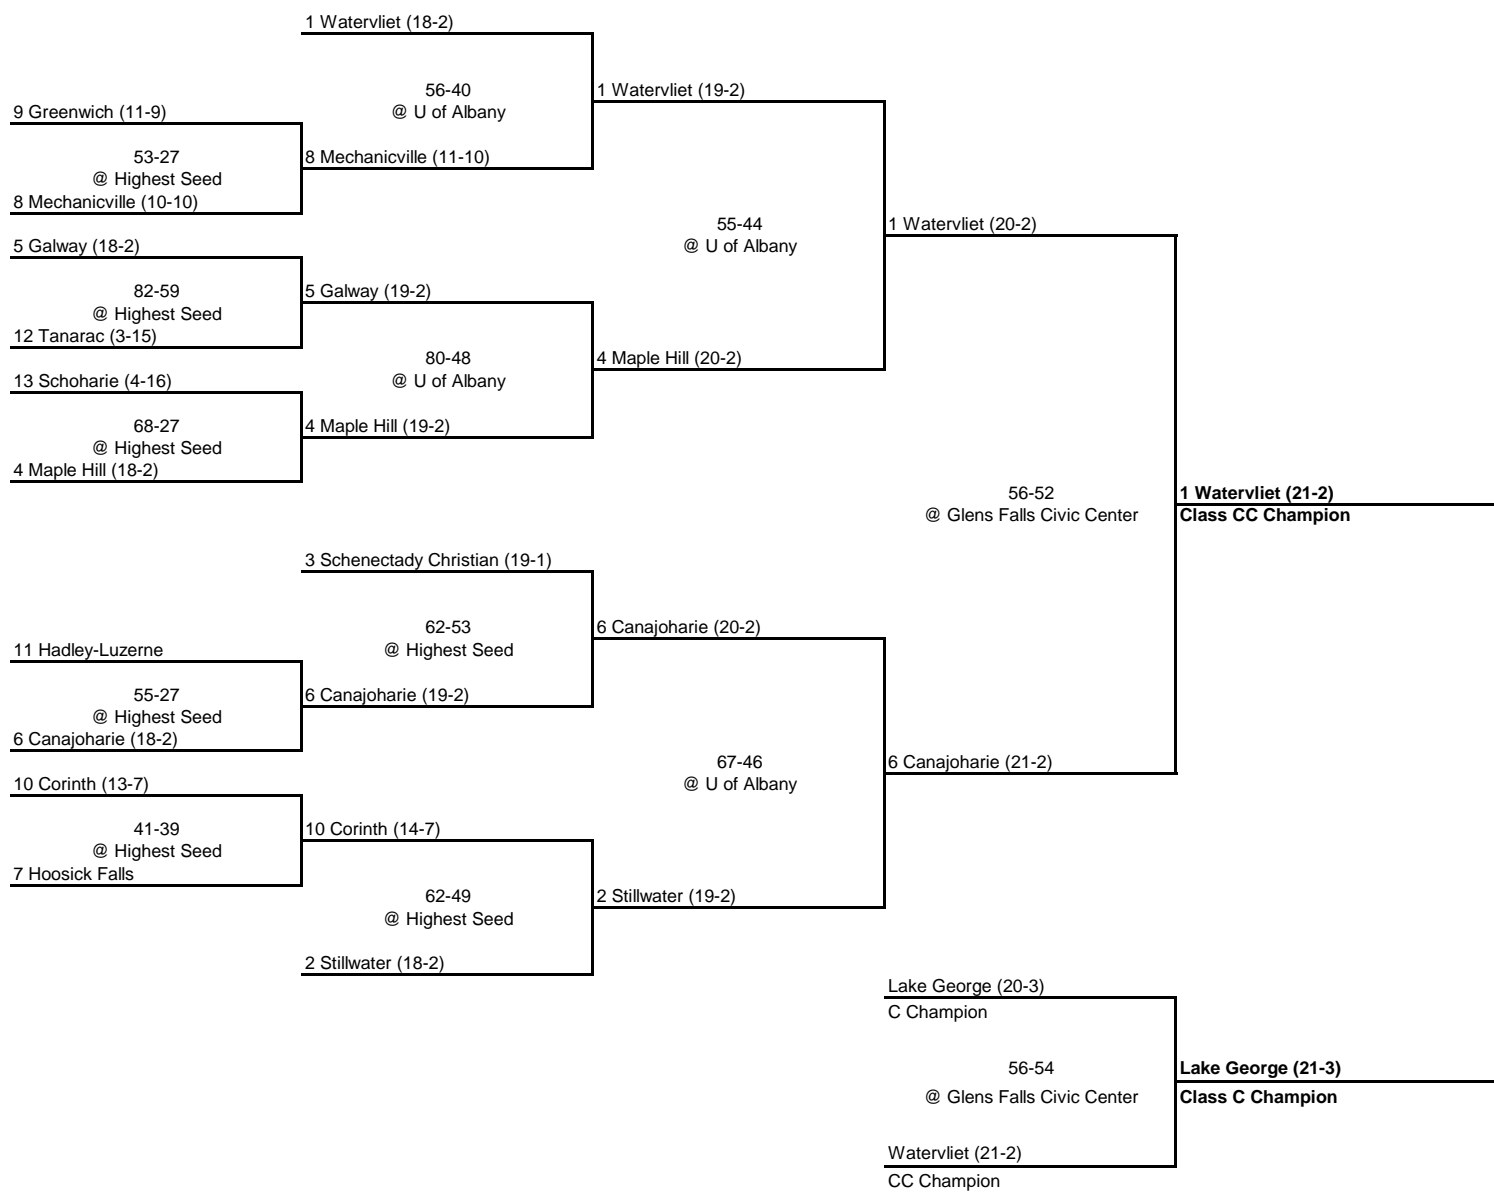 1 Watervliet (18-2)
56-40
@ U of Albany
1 Watervliet (19-2)
9 Greenwich (11-9)
53-27
@ Highest Seed
8 Mechanicville (11-10)
8 Mechanicville (10-10)
55-44
@ U of Albany
1 Watervliet (20-2)
5 Galway (18-2)
82-59
@ Highest Seed
5 Galway (19-2)
12 Tanarac (3-15)
80-48
@ U of Albany
4 Maple Hill (20-2)
13 Schoharie (4-16)
68-27
@ Highest Seed
4 Maple Hill (19-2)
4 Maple Hill (18-2)
56-52
@ Glens Falls Civic Center
1 Watervliet (21-2)
Class CC Champion
3 Schenectady Christian (19-1)
62-53
@ Highest Seed
6 Canajoharie (20-2)
11 Hadley-Luzerne
55-27
@ Highest Seed
6 Canajoharie (19-2)
6 Canajoharie (18-2)
67-46
@ U of Albany
6 Canajoharie (21-2)
10 Corinth (13-7)
41-39
@ Highest Seed
10 Corinth (14-7)
7 Hoosick Falls
62-49
@ Highest Seed
2 Stillwater (19-2)
2 Stillwater (18-2)
Lake George (20-3)
C Champion
56-54
@ Glens Falls Civic Center
Lake George (21-3)
Class C Champion
Watervliet (21-2)
CC Champion